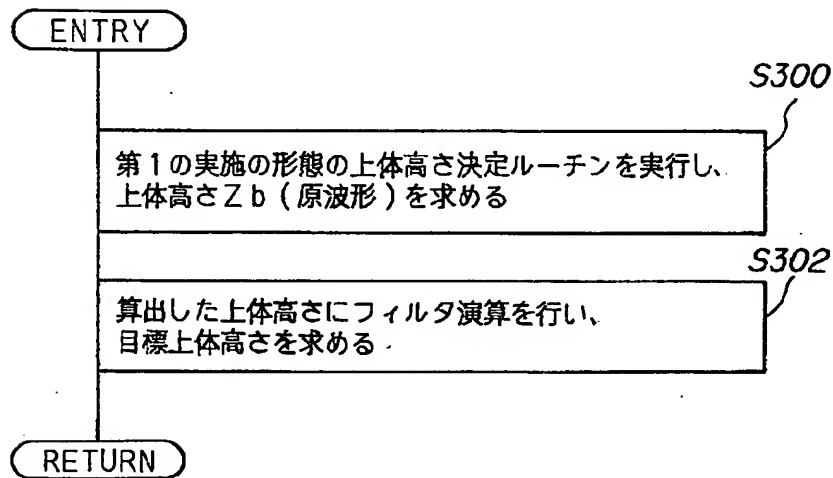 ENTRY
S300
第1の実施の形態の上体高さ決定ルーチンを実行し、
上体高さZb(原波形)を求める
S302
算出した上体高さにフィルタ演算を行い、
目標上体高さを求める
RETURN